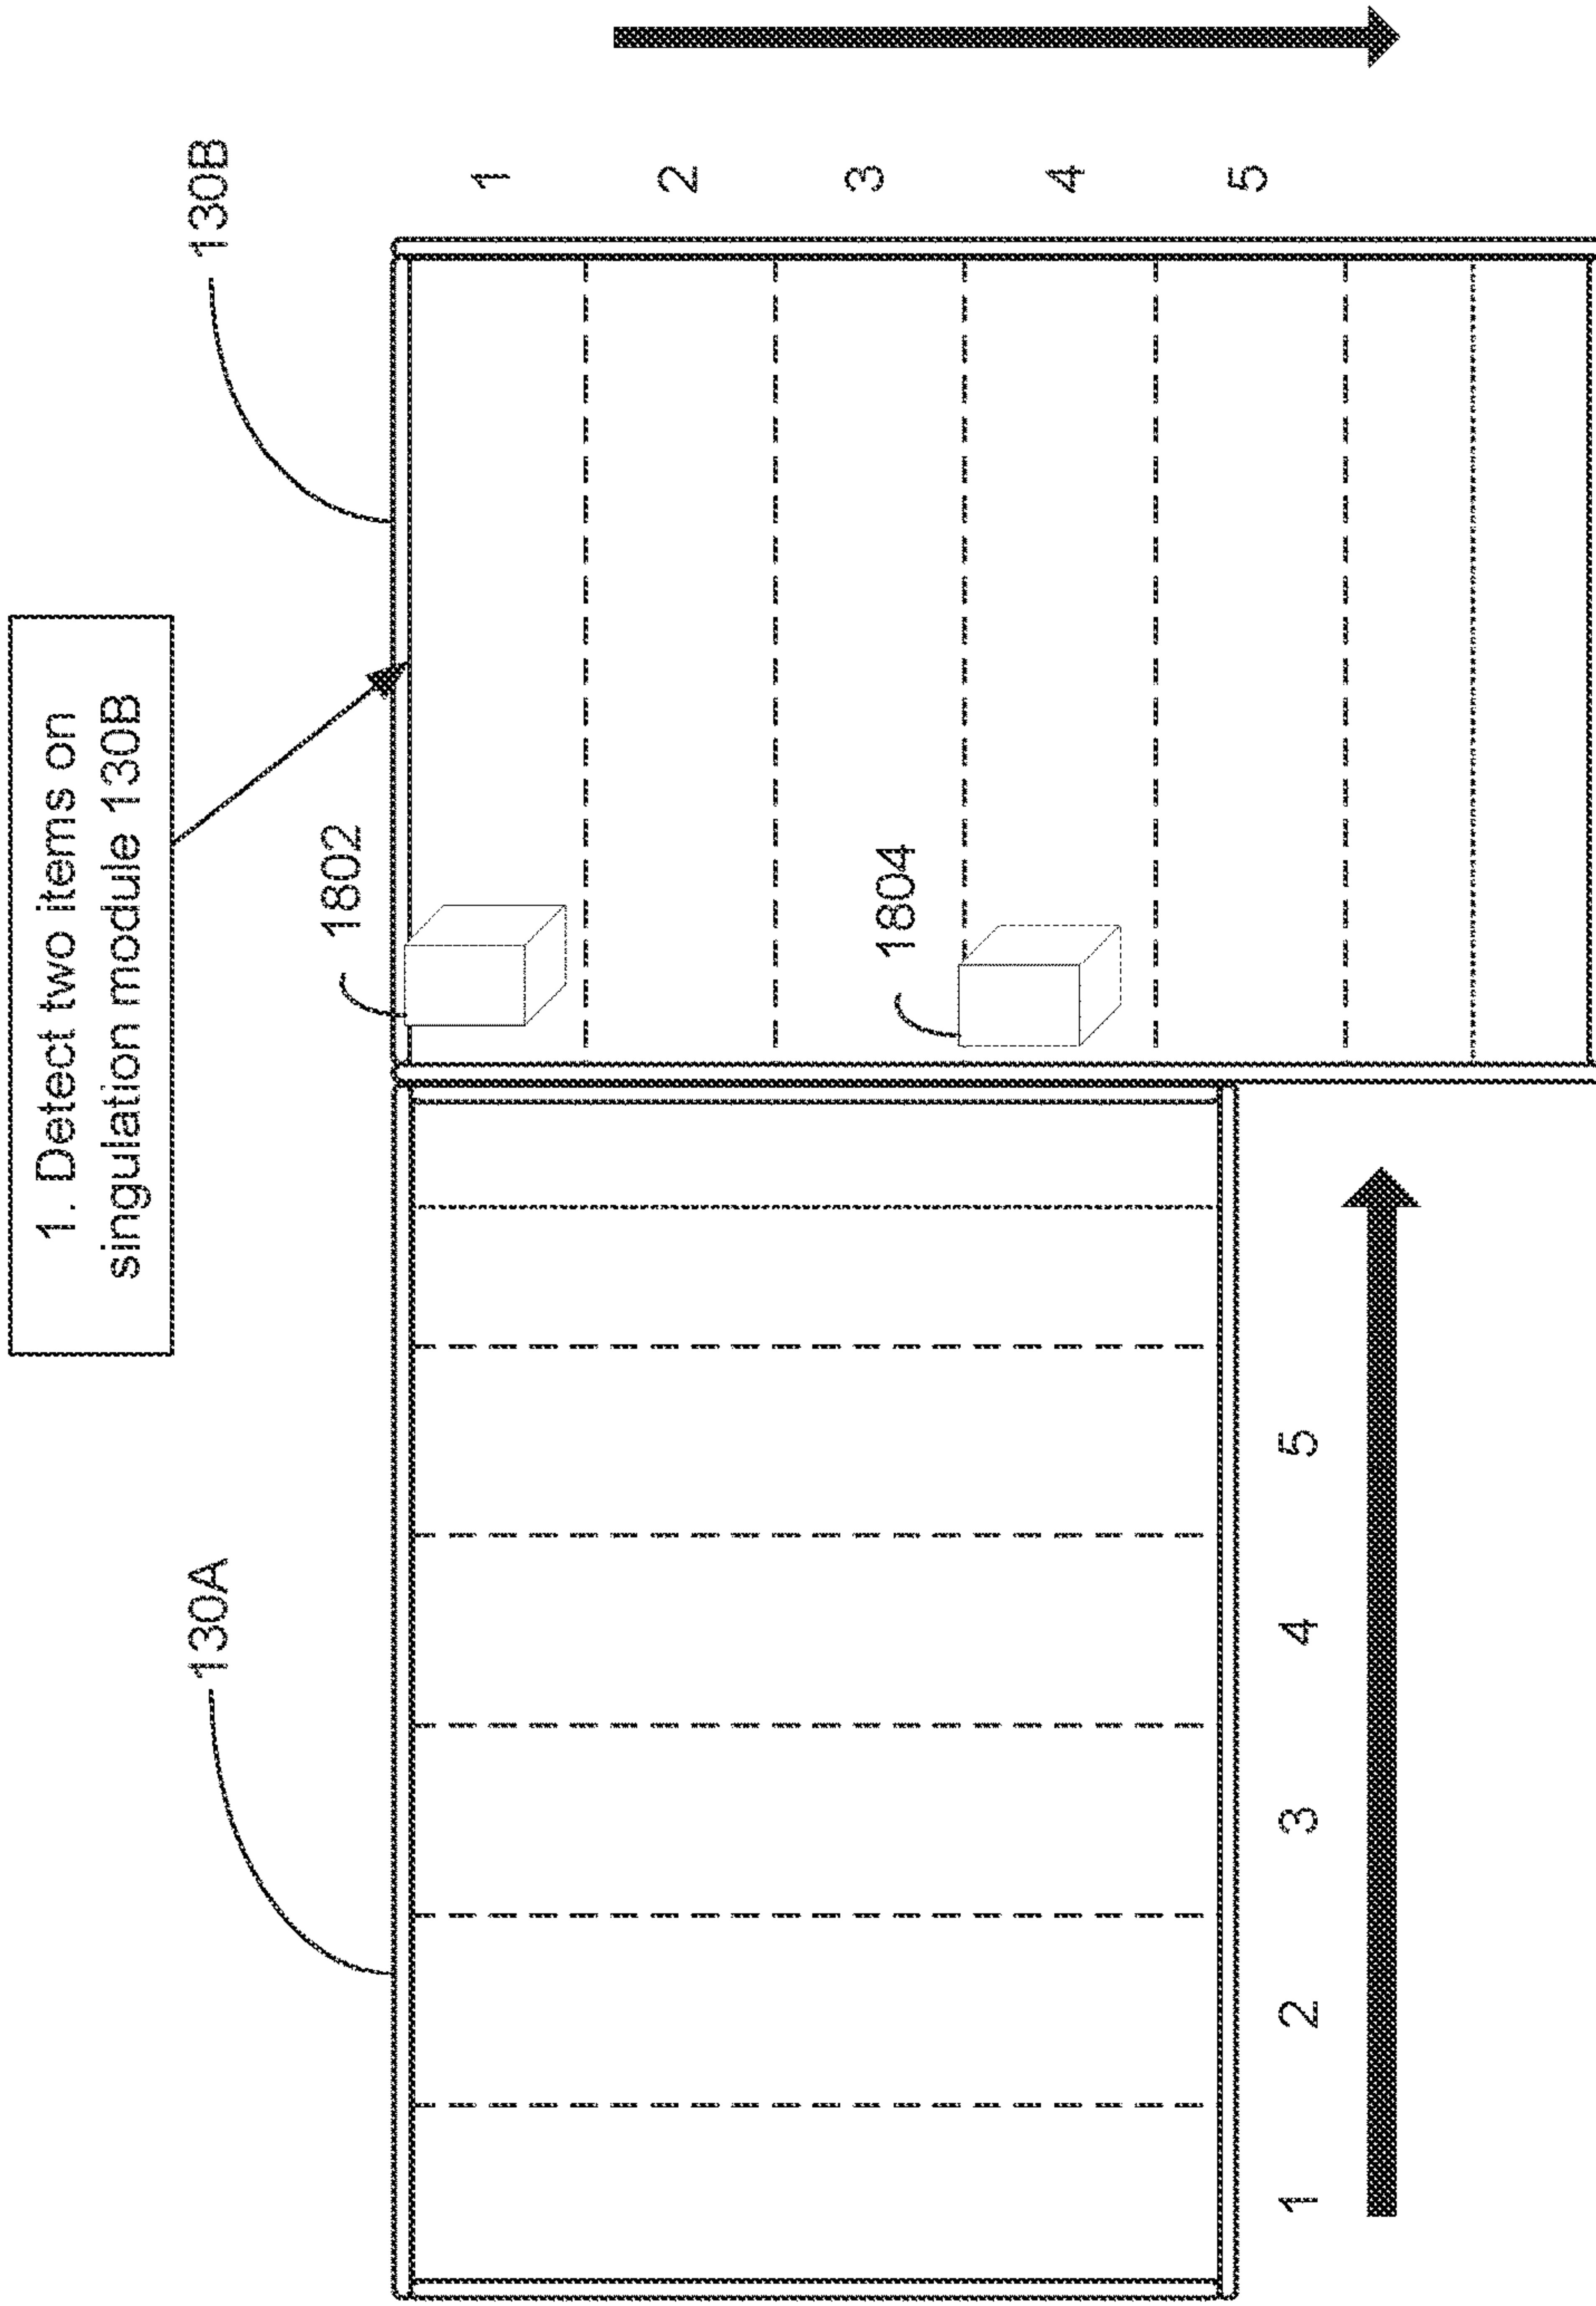 1. Detect two items on
singulation module 130B
130A
130B
1802
1
2
3
1804
4
5
1 2 3 4 5